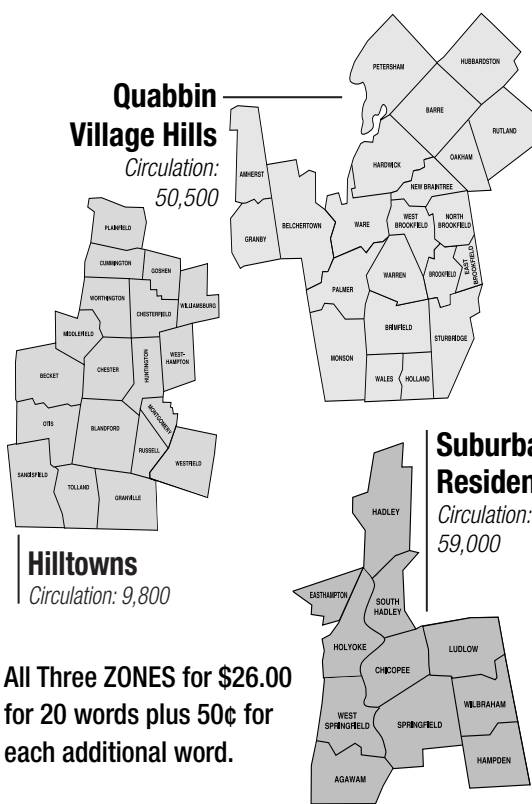 Quabbin
Village Hills
Circulation:
50,500
PETERSHAM
HUBBARDSTON
BARRE
RUTLAND
HARDWICK
OAKHAM
NEW BRAINTREE
AMHERST
BELCHERTOWN
GRANBY
WARE
WEST
BROOKFIELD
NORTH
BROOKFIELD
EAST
BROOKFIELD
BROOKFIELD
WARREN
PALMER
BRIMFIELD
STURBRIDGE
MONSON
WALES
HOLLAND
PLAINFIELD
CUMMINGTON
GOSHEN
WORTHINGTON
CHESTERFIELD
WILLIAMSBURG
MIDDLEFIELD
BECKET
CHESTER
HUNTINGTON
WEST-
HAMPTON
OTIS
BLANDFORD
MONTGOMERY
RUSSELL
WESTFIELD
SANDISFIELD
TOLLAND
GRANVILLE
Hilltowns
Circulation: 9,800
Suburba
Residen
Circulation:
59,000
HADLEY
EASTHAMPTON
SOUTH
HADLEY
HOLYOKE
CHICOPEE
LUDLOW
WEST
SPRINGFIELD
SPRINGFIELD
WILBRAHAM
HAMPDEN
AGAWAM
All Three ZONES for $26.00
for 20 words plus 50¢ for
each additional word.